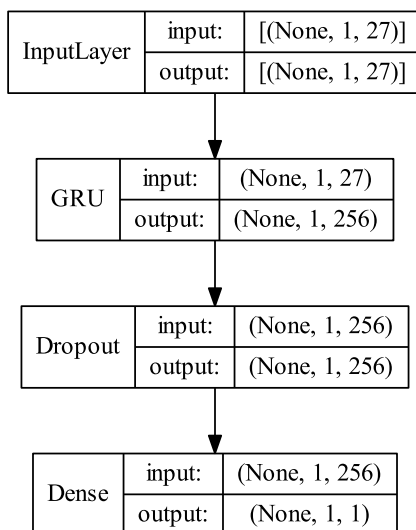 InputLayer
input: [(None, 1, 27)]
output: [(None, 1, 27)]
GRU
input: (None, 1, 27)
output: (None, 1, 256)
Dropout
input: (None, 1, 256)
output: (None, 1, 256)
Dense
input: (None, 1, 256)
output: (None, 1, 1)